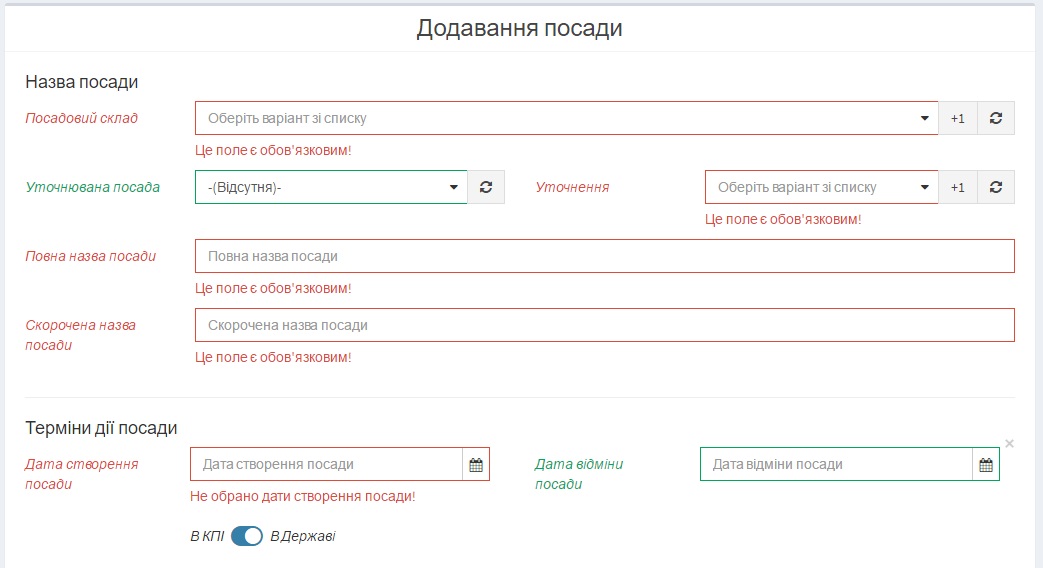 Додавання посади
Назва посади
Посадовий склад Оберіть варіант зі списку +1
Це поле є обов'язковим!
Уточнювана посада -(Відсутня)- Уточнення Оберіть варіант зі списку +1
Це поле є обов'язковим!
Повна назва посади Повна назва посади
Це поле є обов'язковим!
Скорочена назва посади Скорочена назва посади
Це поле є обов'язковим!
Терміни дії посади
×
Дата створення посади Дата створення посади Дата відміни посади Дата відміни посади
Не обрано дати створення посади!
В КПІ В Державі